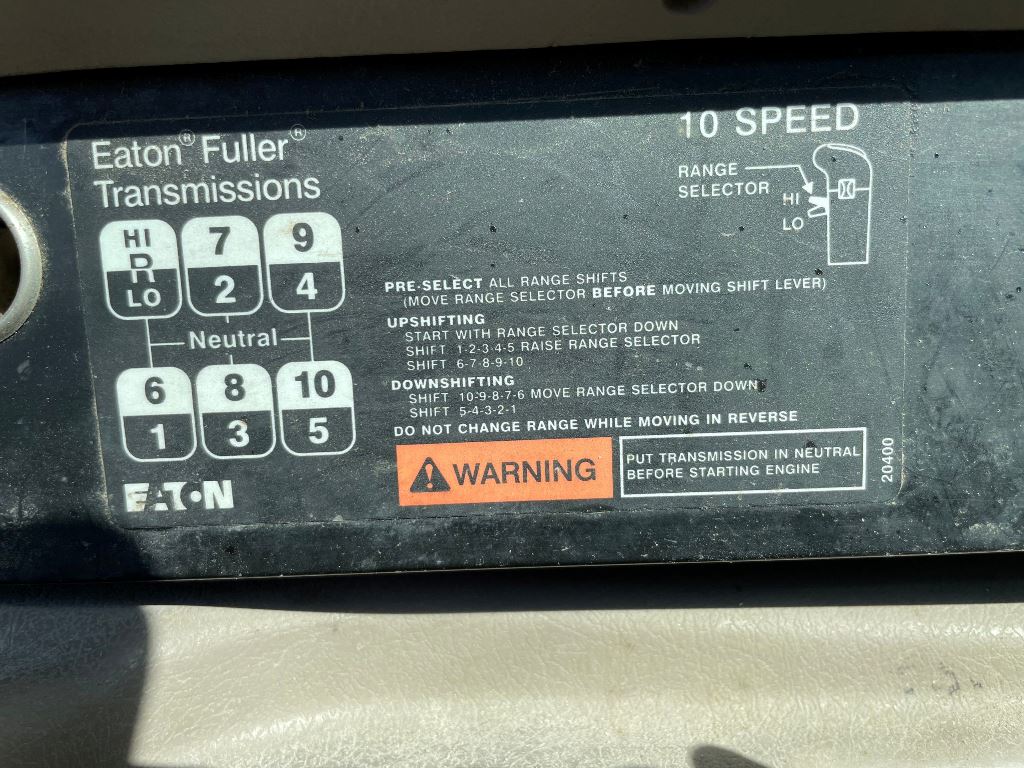 Eaton® Fuller®
Transmissions
10 SPEED
RANGE
SELECTOR
HI
LO
HI
R
LO
7
2
9
4
Neutral
6
1
8
3
10
5
EATON
PRE-SELECT ALL RANGE SHIFTS
(MOVE RANGE SELECTOR BEFORE MOVING SHIFT LEVER)
UPSHIFTING
START WITH RANGE SELECTOR DOWN
SHIFT 1-2-3-4-5 RAISE RANGE SELECTOR
SHIFT 6-7-8-9-10
DOWNSHIFTING
SHIFT 10-9-8-7-6 MOVE RANGE SELECTOR DOWN
SHIFT 5-4-3-2-1
DO NOT CHANGE RANGE WHILE MOVING IN REVERSE
WARNING
PUT TRANSMISSION IN NEUTRAL
BEFORE STARTING ENGINE
20400